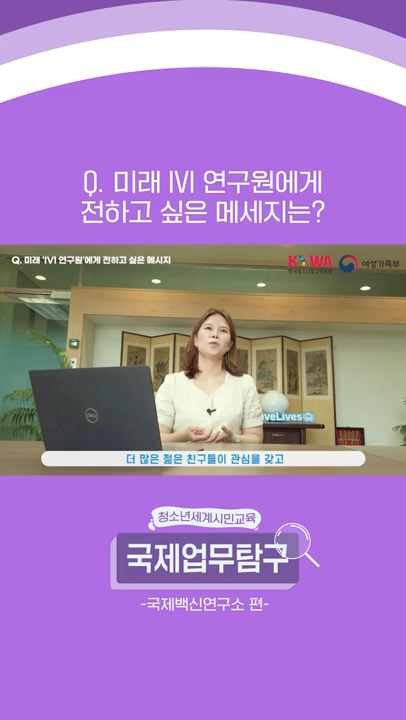 Q. 미래 IVI 연구원에게
전하고 싶은 메세지는?
Q. 미래 'IVI 연구원'에게 전하고 싶은 메시지
여성가족부
DELL
veLives
더 많은 젊은 친구들이 관심을 갖고
청소년세계시민교육
국제업무탐구
-국제백신연구소 편-